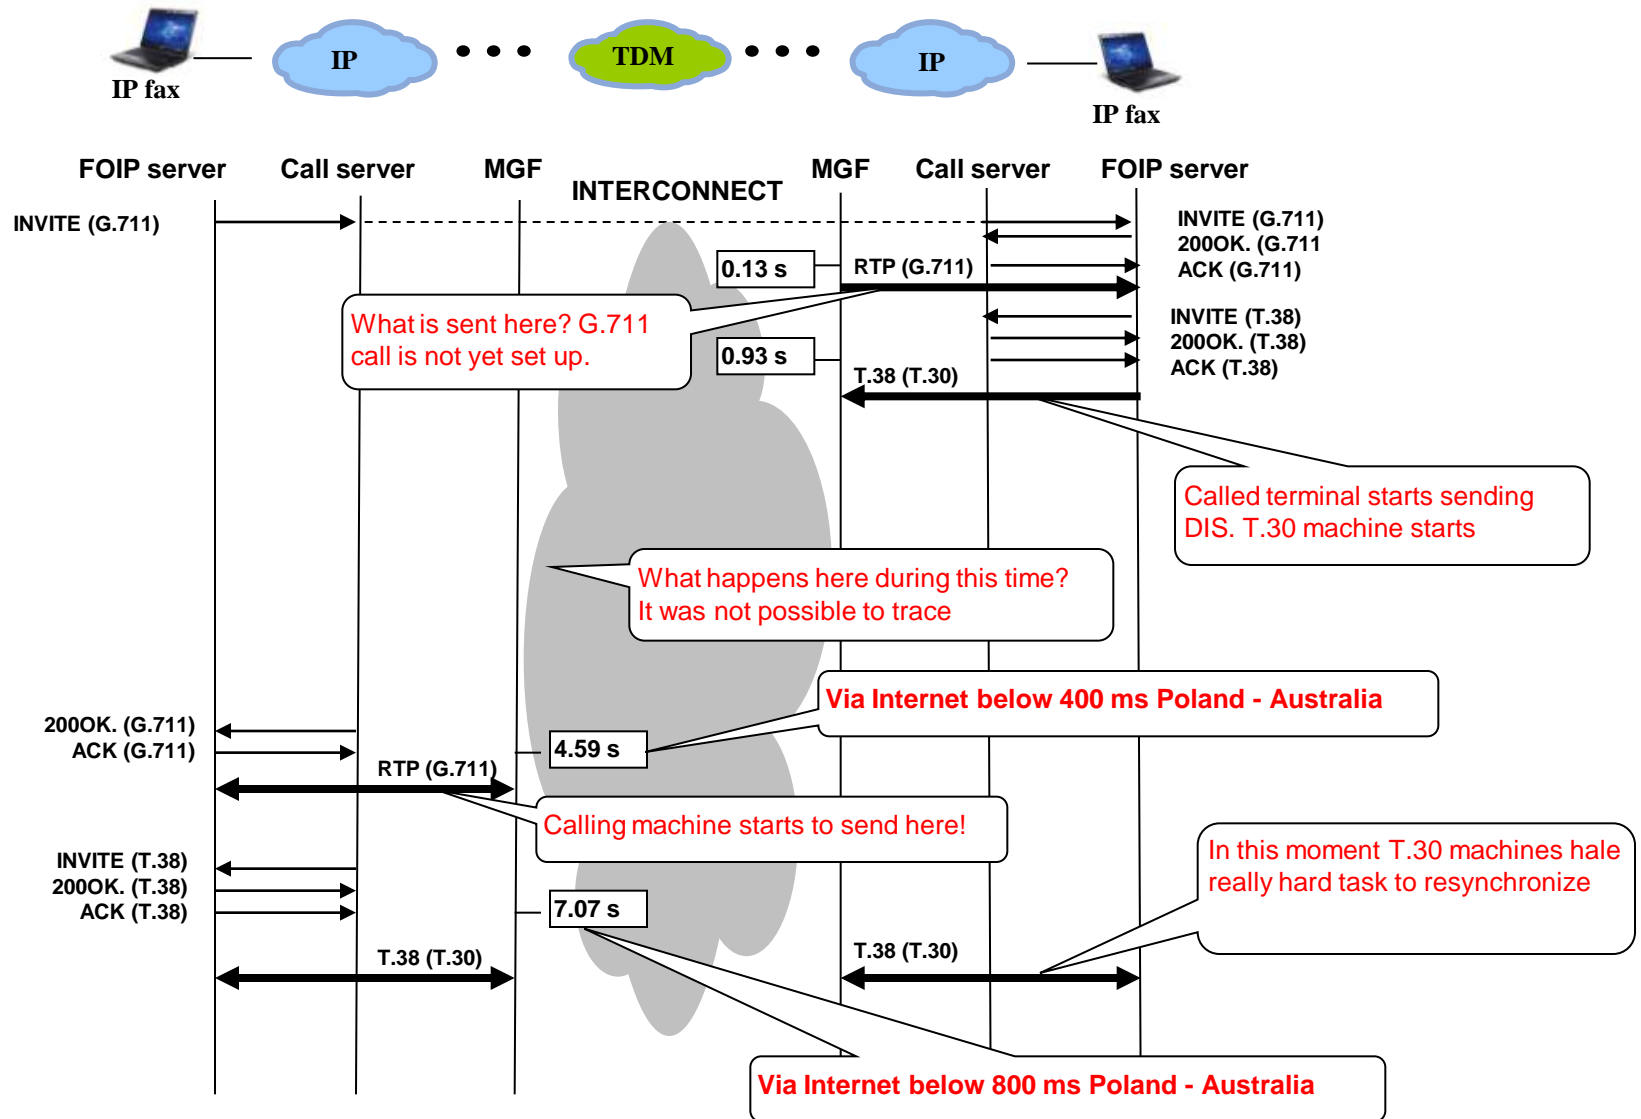 IP
TDM
IP
IP fax
IP fax
FOIP server
Call server
MGF
INTERCONNECT
MGF
Call server
FOIP server
INVITE (G.711)
INVITE (G.711)
200OK. (G.711
ACK (G.711)
0.13 s
RTP (G.711)
What is sent here? G.711
call is not yet set up.
INVITE (T.38)
200OK. (T.38)
ACK (T.38)
0.93 s
T.38 (T.30)
Called terminal starts sending
DIS. T.30 machine starts
What happens here during this time?
It was not possible to trace
Via Internet below 400 ms Poland - Australia
200OK. (G.711)
ACK (G.711)
4.59 s
RTP (G.711)
Calling machine starts to send here!
INVITE (T.38)
200OK. (T.38)
ACK (T.38)
7.07 s
In this moment T.30 machines hale
really hard task to resynchronize
T.38 (T.30)
T.38 (T.30)
Via Internet below 800 ms Poland - Australia